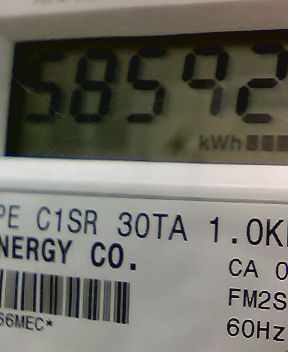 58592
kWh
PE C1SR 30TA 1.0K
NERGY CO.
CA 0
FM2S
66MEC*
60Hz